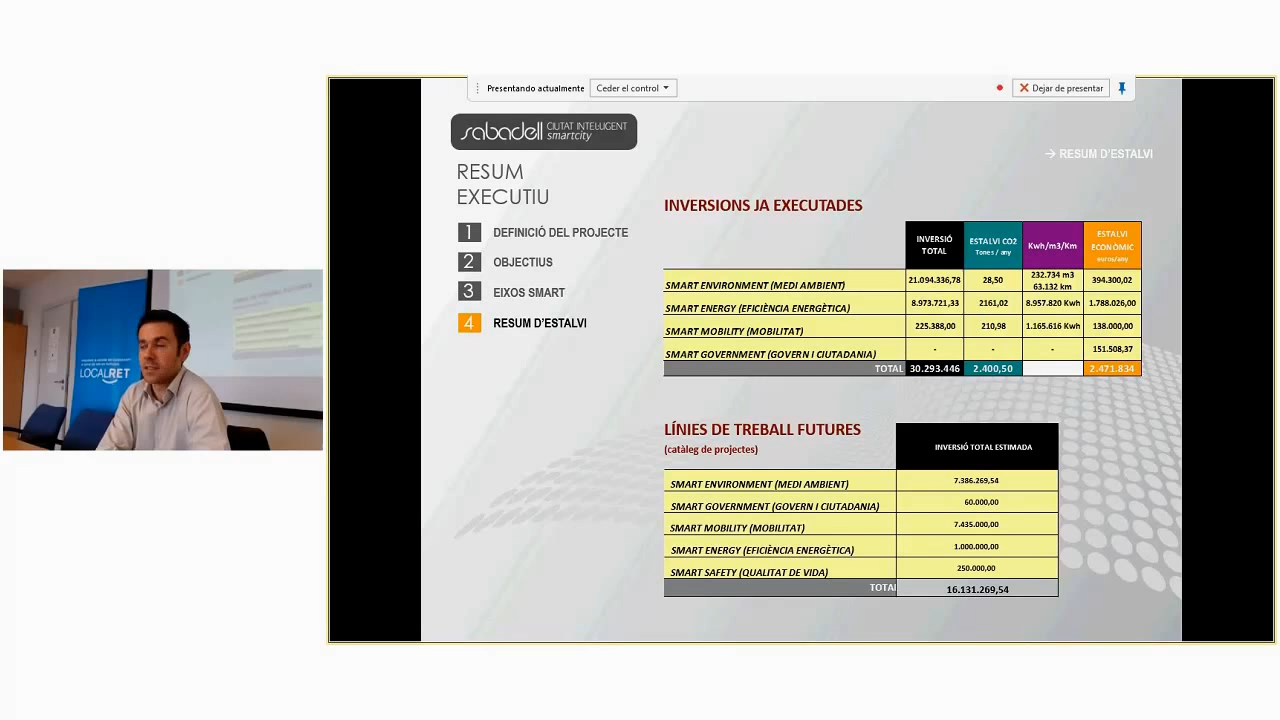 Presentando actualmente
Ceder el control
Dejar de presentar
sabadell CIUTAT INTEL·LIGENT
smartcity
RESUM
EXECUTIU
→ RESUM D'ESTALVI
1 DEFINICIÓ DEL PROJECTE
2 OBJECTIUS
3 EIXOS SMART
4 RESUM D'ESTALVI
LOCALRET
INVERSIONS JA EXECUTADES
INVERSIÓ
TOTAL
ESTALVI CO2
Tones / any
Kwh/m3/Km
ESTALVI
ECONÒMIC
euros/any
SMART ENVIRONMENT (MEDI AMBIENT) 21.094.336,78 28,50 232.734 m3
63.132 km 394.300,02
SMART ENERGY (EFICIÈNCIA ENERGÈTICA) 8.973.721,33 2161,02 8.957.820 Kwh 1.788.026,00
SMART MOBILITY (MOBILITAT) 225.388,00 210,98 1.165.616 Kwh 138.000,00
SMART GOVERNMENT (GOVERN I CIUTADANIA) - - - 151.508,37
TOTAL 30.293.446 2.400,50 2.471.834
LÍNIES DE TREBALL FUTURES
(catàleg de projectes)
INVERSIÓ TOTAL ESTIMADA
SMART ENVIRONMENT (MEDI AMBIENT) 7.386.269,54
SMART GOVERNMENT (GOVERN I CIUTADANIA) 60.000,00
SMART MOBILITY (MOBILITAT) 7.435.000,00
SMART ENERGY (EFICIÈNCIA ENERGÈTICA) 1.000.000,00
SMART SAFETY (QUALITAT DE VIDA) 250.000,00
TOTAL 16.131.269,54